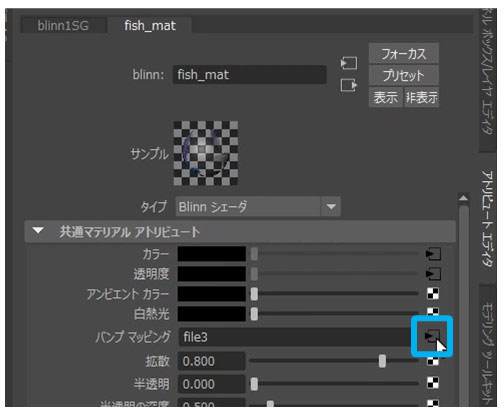 blinn1SG fish_mat
blinn: fish_mat
フォーカス
プリセット
表示 非表示
サンプル
タイプ Blinn シェーダ
共通マテリアル アトリビュート
カラー
透明度
アンビエント カラー
白熱光
バンプ マッピング file3
拡散 0.800
半透明 0.000
半透明の深度 0.500
ネル ボックス/レイヤ エディタ
アトリビュート エディタ
モデリング ツールキット